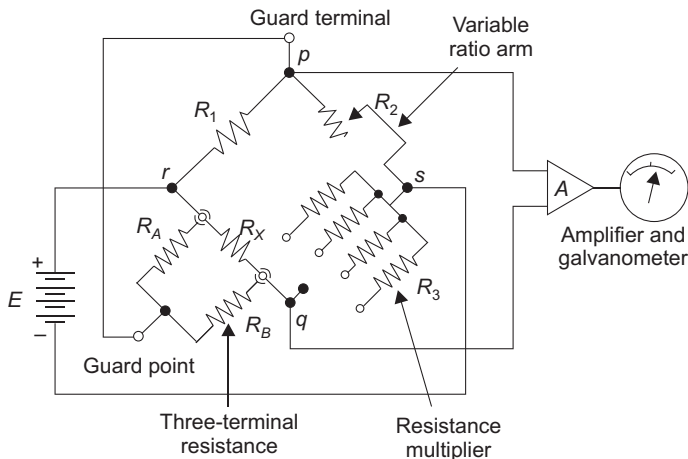 Guard terminal
Variable
ratio arm
p
R1
R2
r
s
A
RA
RX
Amplifier and
galvanometer
+
E
−
R3
q
RB
Guard point
Three-terminal
resistance
Resistance
multiplier